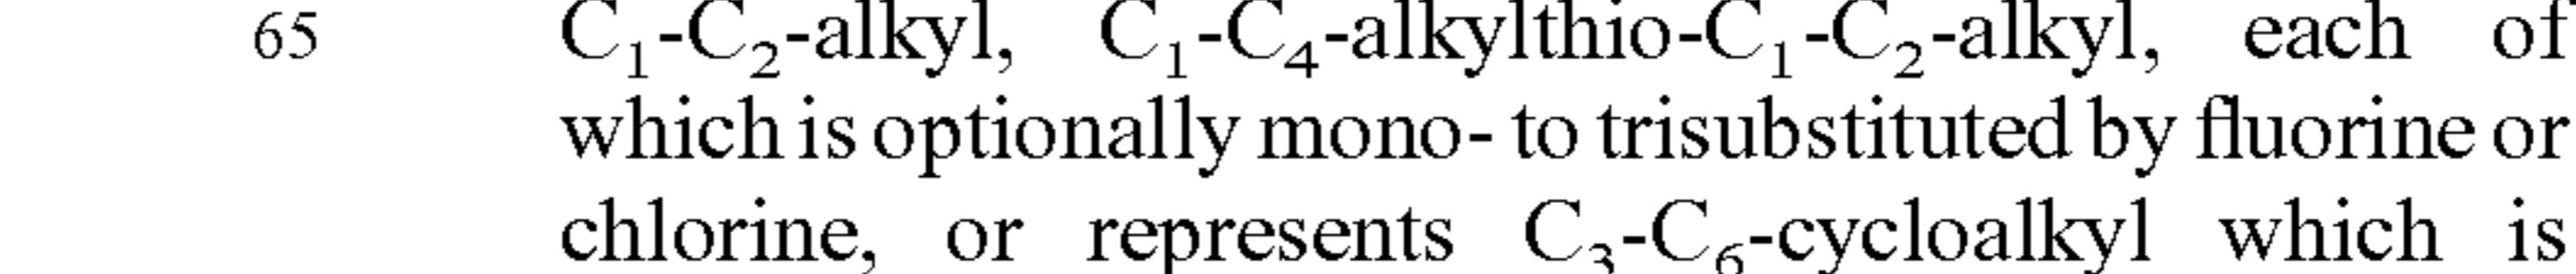 65 C₁-C₂-alkyl, C₁-C₄-alkylthio-C₁-C₂-alkyl, each of
which is optionally mono- to trisubstituted by fluorine or
chlorine, or represents C₃-C₆-cycloalkyl which is